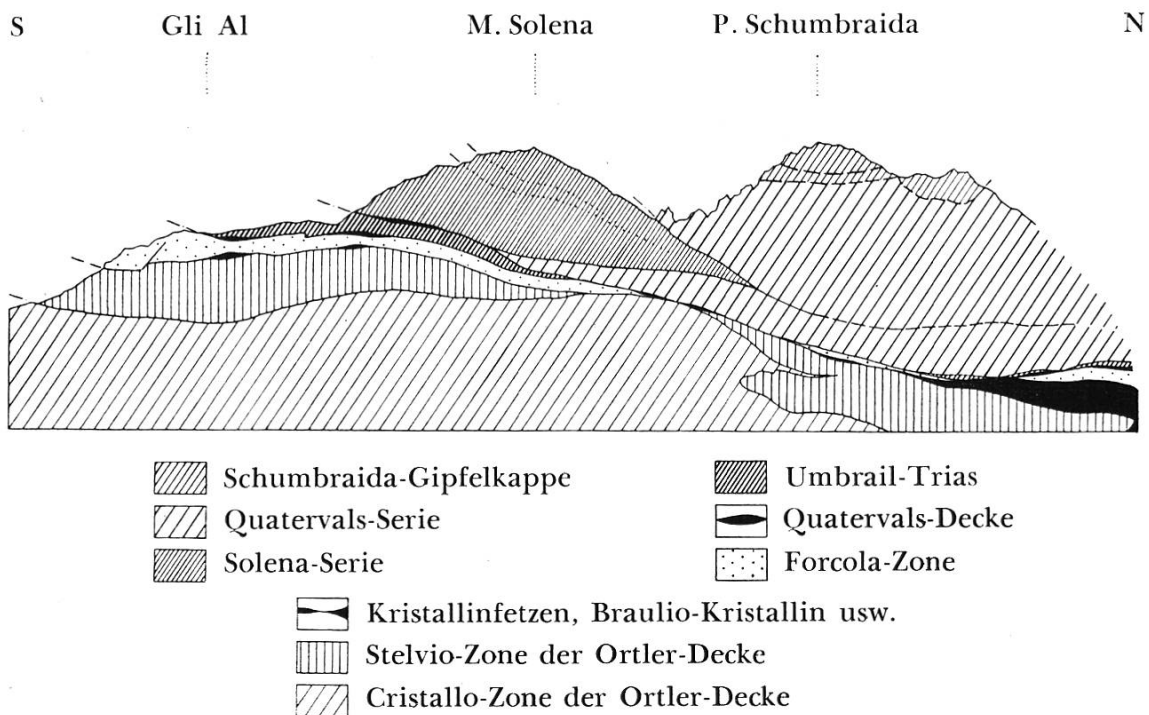 S Gli Al M. Solena P. Schumbraida N
Schumbraida-Gipfelkappe
Quatervals-Serie
Solena-Serie
Umbrail-Trias
Quatervals-Decke
Forcola-Zone
Kristallinfetzen, Braulio-Kristallin usw.
Stelvio-Zone der Ortler-Decke
Cristallo-Zone der Ortler-Decke